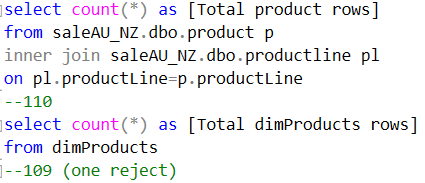 select count(*) as [Total product rows]
from saleAU_NZ.dbo.product p
inner join saleAU_NZ.dbo.productline pl
on pl.productLine=p.productLine
--110
select count(*) as [Total dimProducts rows]
from dimProducts
--109 (one reject)